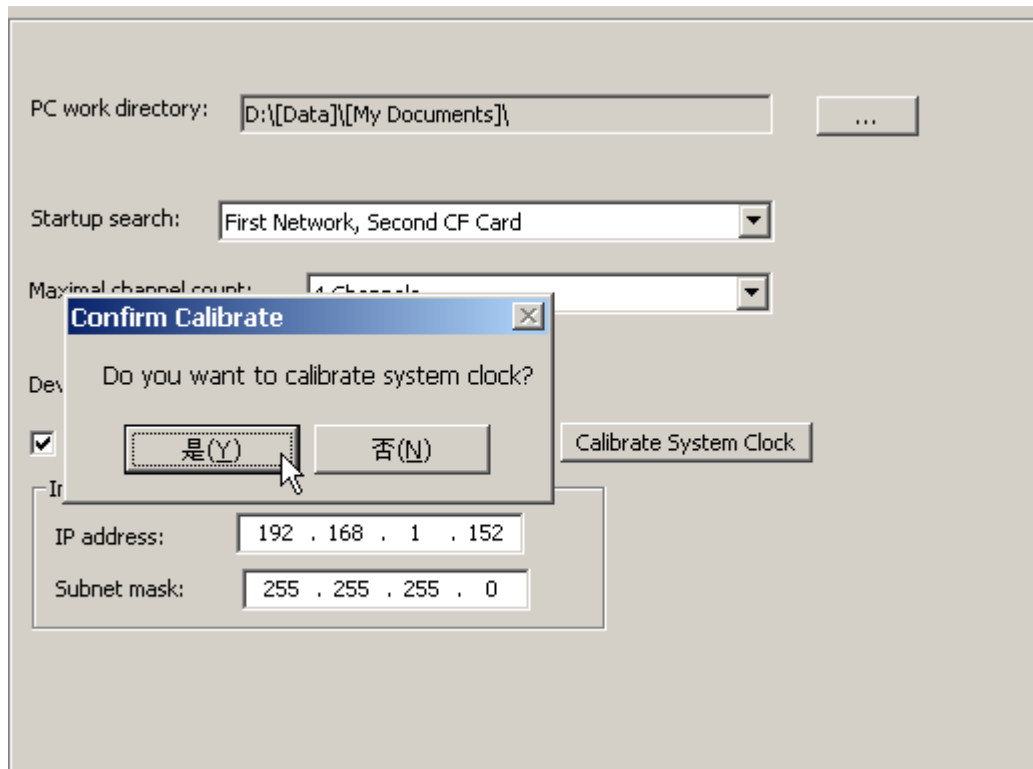 PC work directory:
D:\[Data]\[My Documents]\
...
Startup search:
First Network, Second CF Card
Maximal channel count:
Confirm Calibrate
Do you want to calibrate system clock?
是(Y)
否(N)
Calibrate System Clock
IP address:
192 . 168 . 1 . 152
Subnet mask:
255 . 255 . 255 . 0